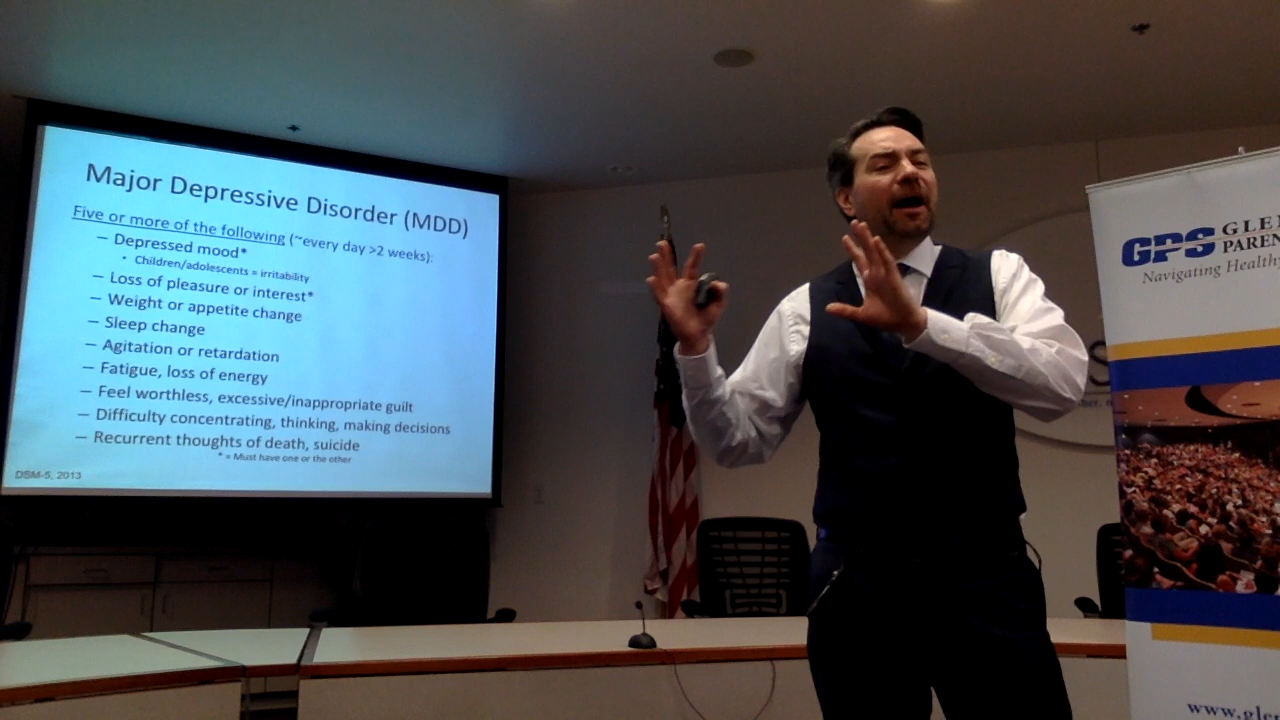 Major Depressive Disorder (MDD)
Five or more of the following (~every day >2 weeks):
– Depressed mood*
• Children/adolescents = irritability
– Loss of pleasure or interest*
– Weight or appetite change
– Sleep change
– Agitation or retardation
– Fatigue, loss of energy
– Feel worthless, excessive/inappropriate guilt
– Difficulty concentrating, thinking, making decisions
– Recurrent thoughts of death, suicide
* = Must have one or the other
DSM-5, 2013
GPS
PAREN
Navigating Healthy
www.gle